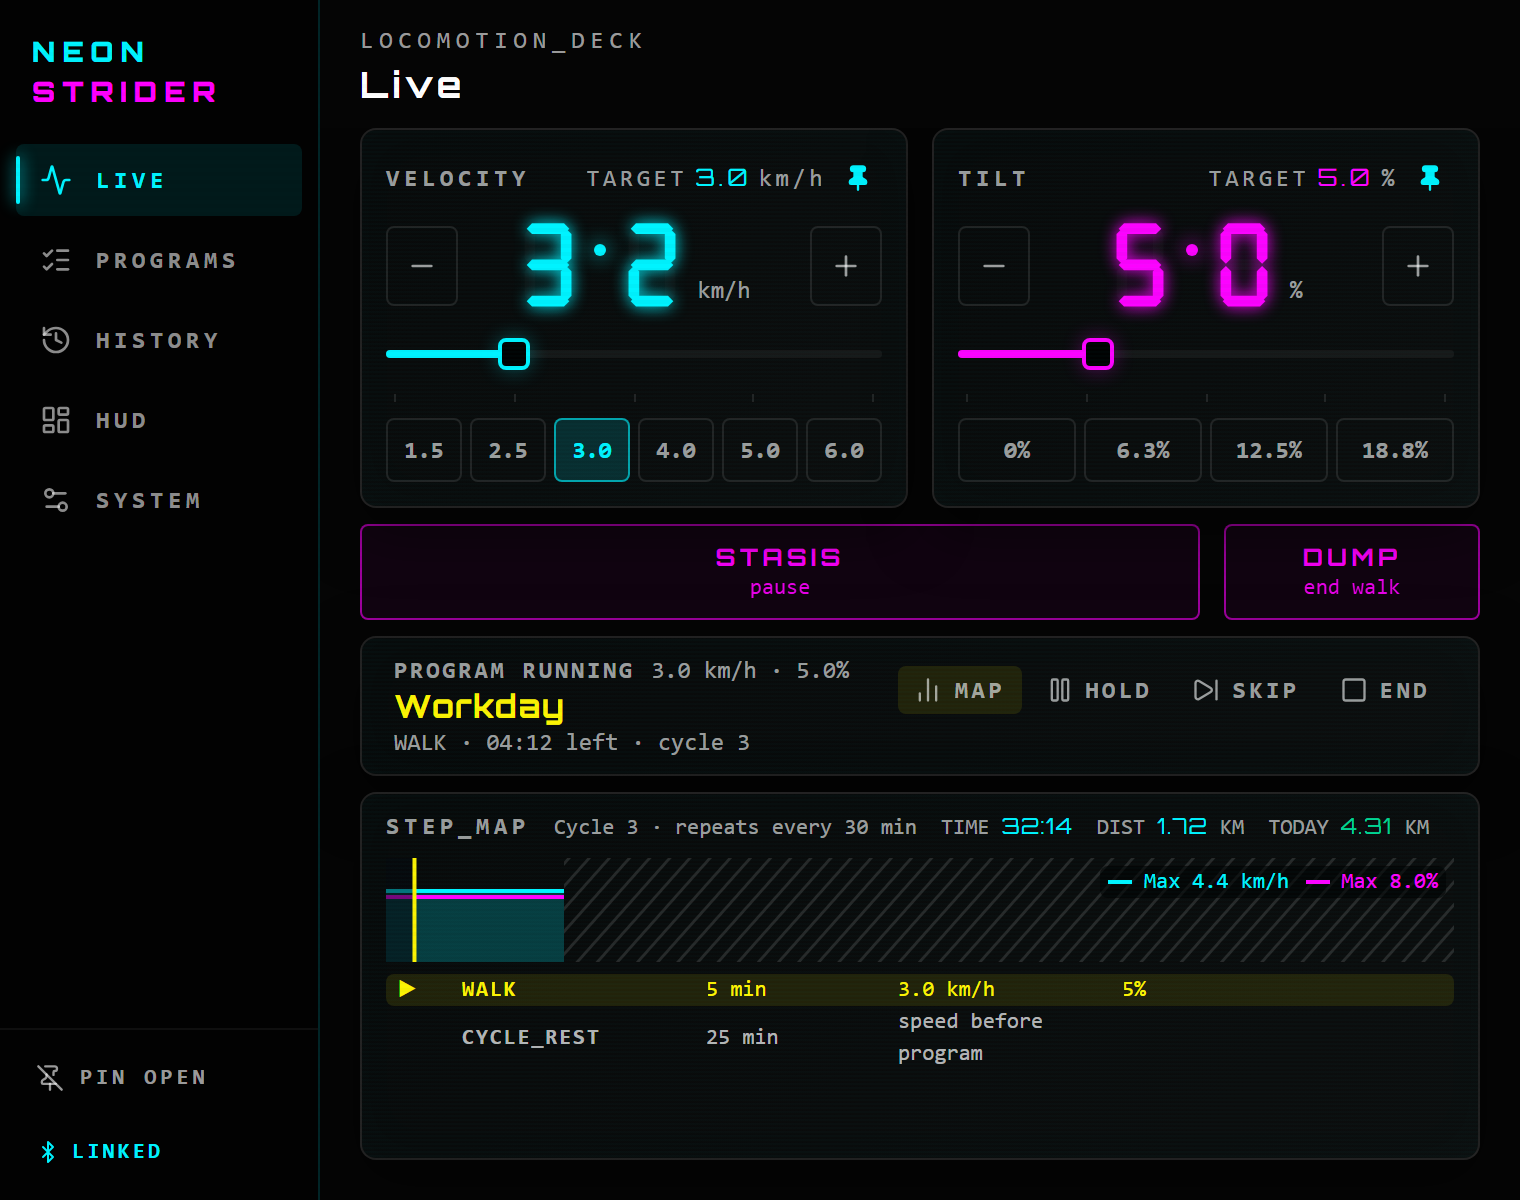 NEON
STRIDER
LIVE
PROGRAMS
HISTORY
HUD
SYSTEM
PIN OPEN
LINKED
LOCOMOTION_DECK
Live
VELOCITY TARGET 3.0 km/h
3.2 km/h
1.5 2.5 3.0 4.0 5.0 6.0
TILT TARGET 5.0 %
5.0 %
0% 6.3% 12.5% 18.8%
STASIS
pause
DUMP
end walk
PROGRAM RUNNING 3.0 km/h · 5.0%
Workday
WALK · 04:12 left · cycle 3
MAP HOLD SKIP END
STEP_MAP Cycle 3 · repeats every 30 min TIME 32:14 DIST 1.72 KM TODAY 4.31 KM
Max 4.4 km/h Max 8.0%
WALK 5 min 3.0 km/h 5%
CYCLE_REST 25 min speed before
program